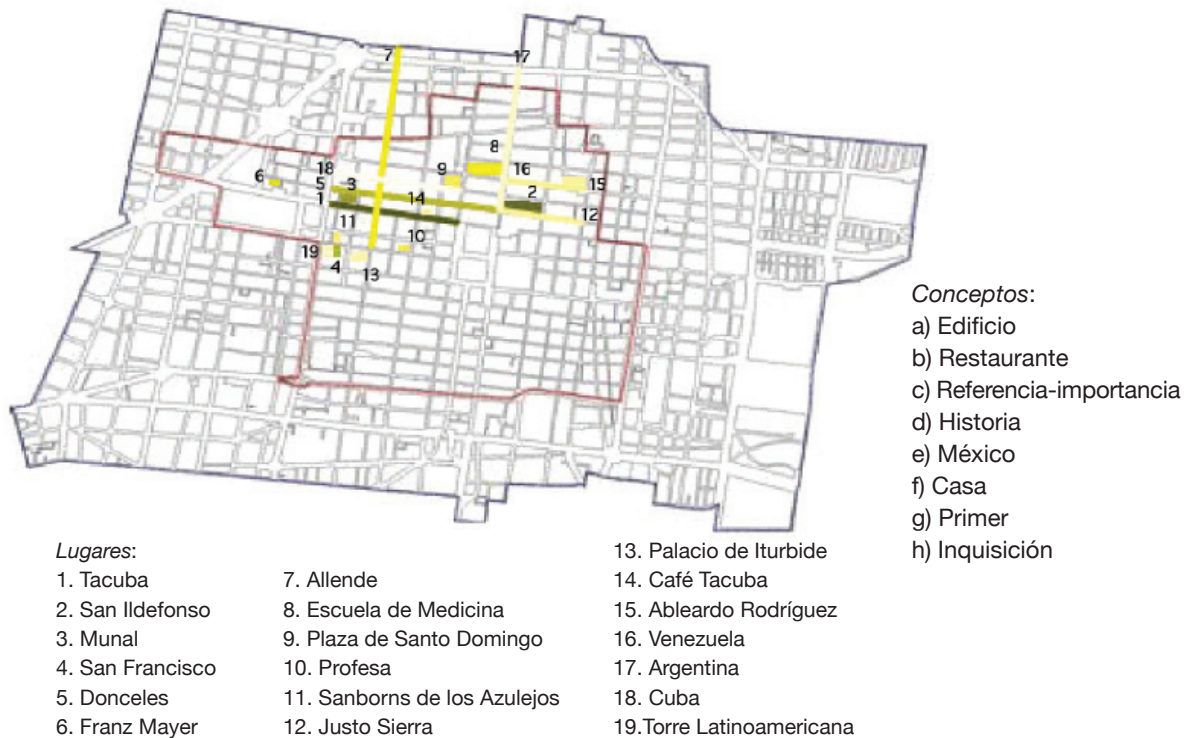 7
17
8
18
9
16
6
5
3
15
1
14
2
12
11
10
19
4
13
Conceptos:
a) Edificio
b) Restaurante
c) Referencia-importancia
d) Historia
e) México
f) Casa
g) Primer
h) Inquisición
Lugares:
1. Tacuba
2. San Ildefonso
3. Munal
4. San Francisco
5. Donceles
6. Franz Mayer
7. Allende
8. Escuela de Medicina
9. Plaza de Santo Domingo
10. Profesa
11. Sanborns de los Azulejos
12. Justo Sierra
13. Palacio de Iturbide
14. Café Tacuba
15. Ableardo Rodríguez
16. Venezuela
17. Argentina
18. Cuba
19.Torre Latinoamericana